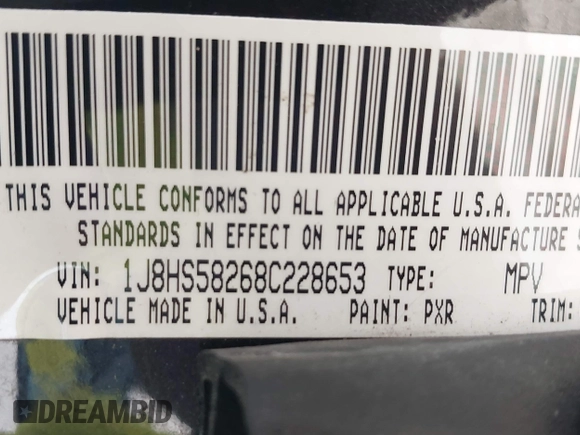 THIS VEHICLE CONFORMS TO ALL APPLICABLE U.S.A. FEDERA
STANDARDS IN EFFECT ON THE DATE OF MANUFACTURE S
VIN: 1J8HS58268C228653 TYPE: MPV
VEHICLE MADE IN U.S.A. PAINT: PXR TRIM:
DREAMBID